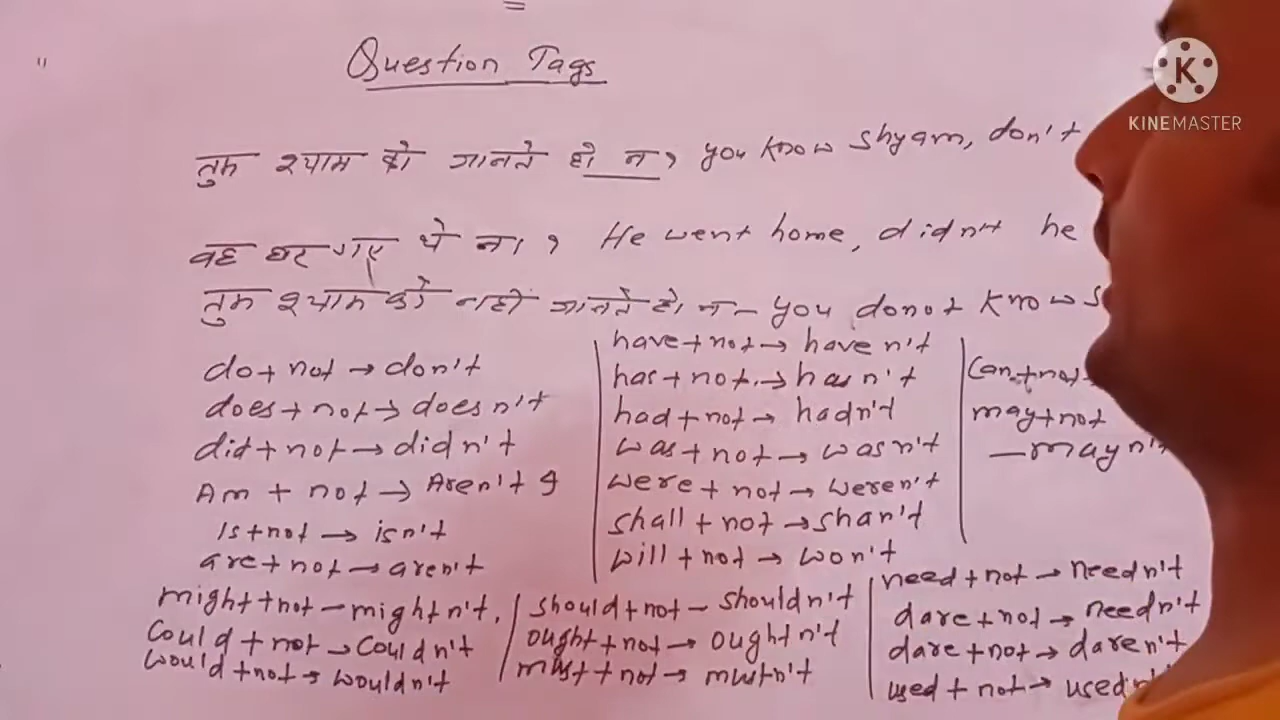 Question Tags
KINEMASTER
तुम श्याम को जानते हो न, you know Shyam, don't
वह घर गए थे ना, He went home, didn't he
तुम श्याम को नही जानते हो न - you donot know
do + not → don't
does + not → doesn't
did + not → didn't
Am + not → Aren't I
Is + not → isn't
are + not → aren't
have + not → haven't
has + not → hasn't
had + not → hadn't
was + not → wasn't
were + not → weren't
shall + not → shan't
will + not → won't
Can + not
may + not
- mayn't
might + not - mightn't,
Could + not → Couldn't
would + not → wouldn't
should + not - shouldn't
ought + not → oughtn't
must + not → mustn't
need + not → needn't
dare + not → needn't
dare + not → daren't
used + not → usedn't